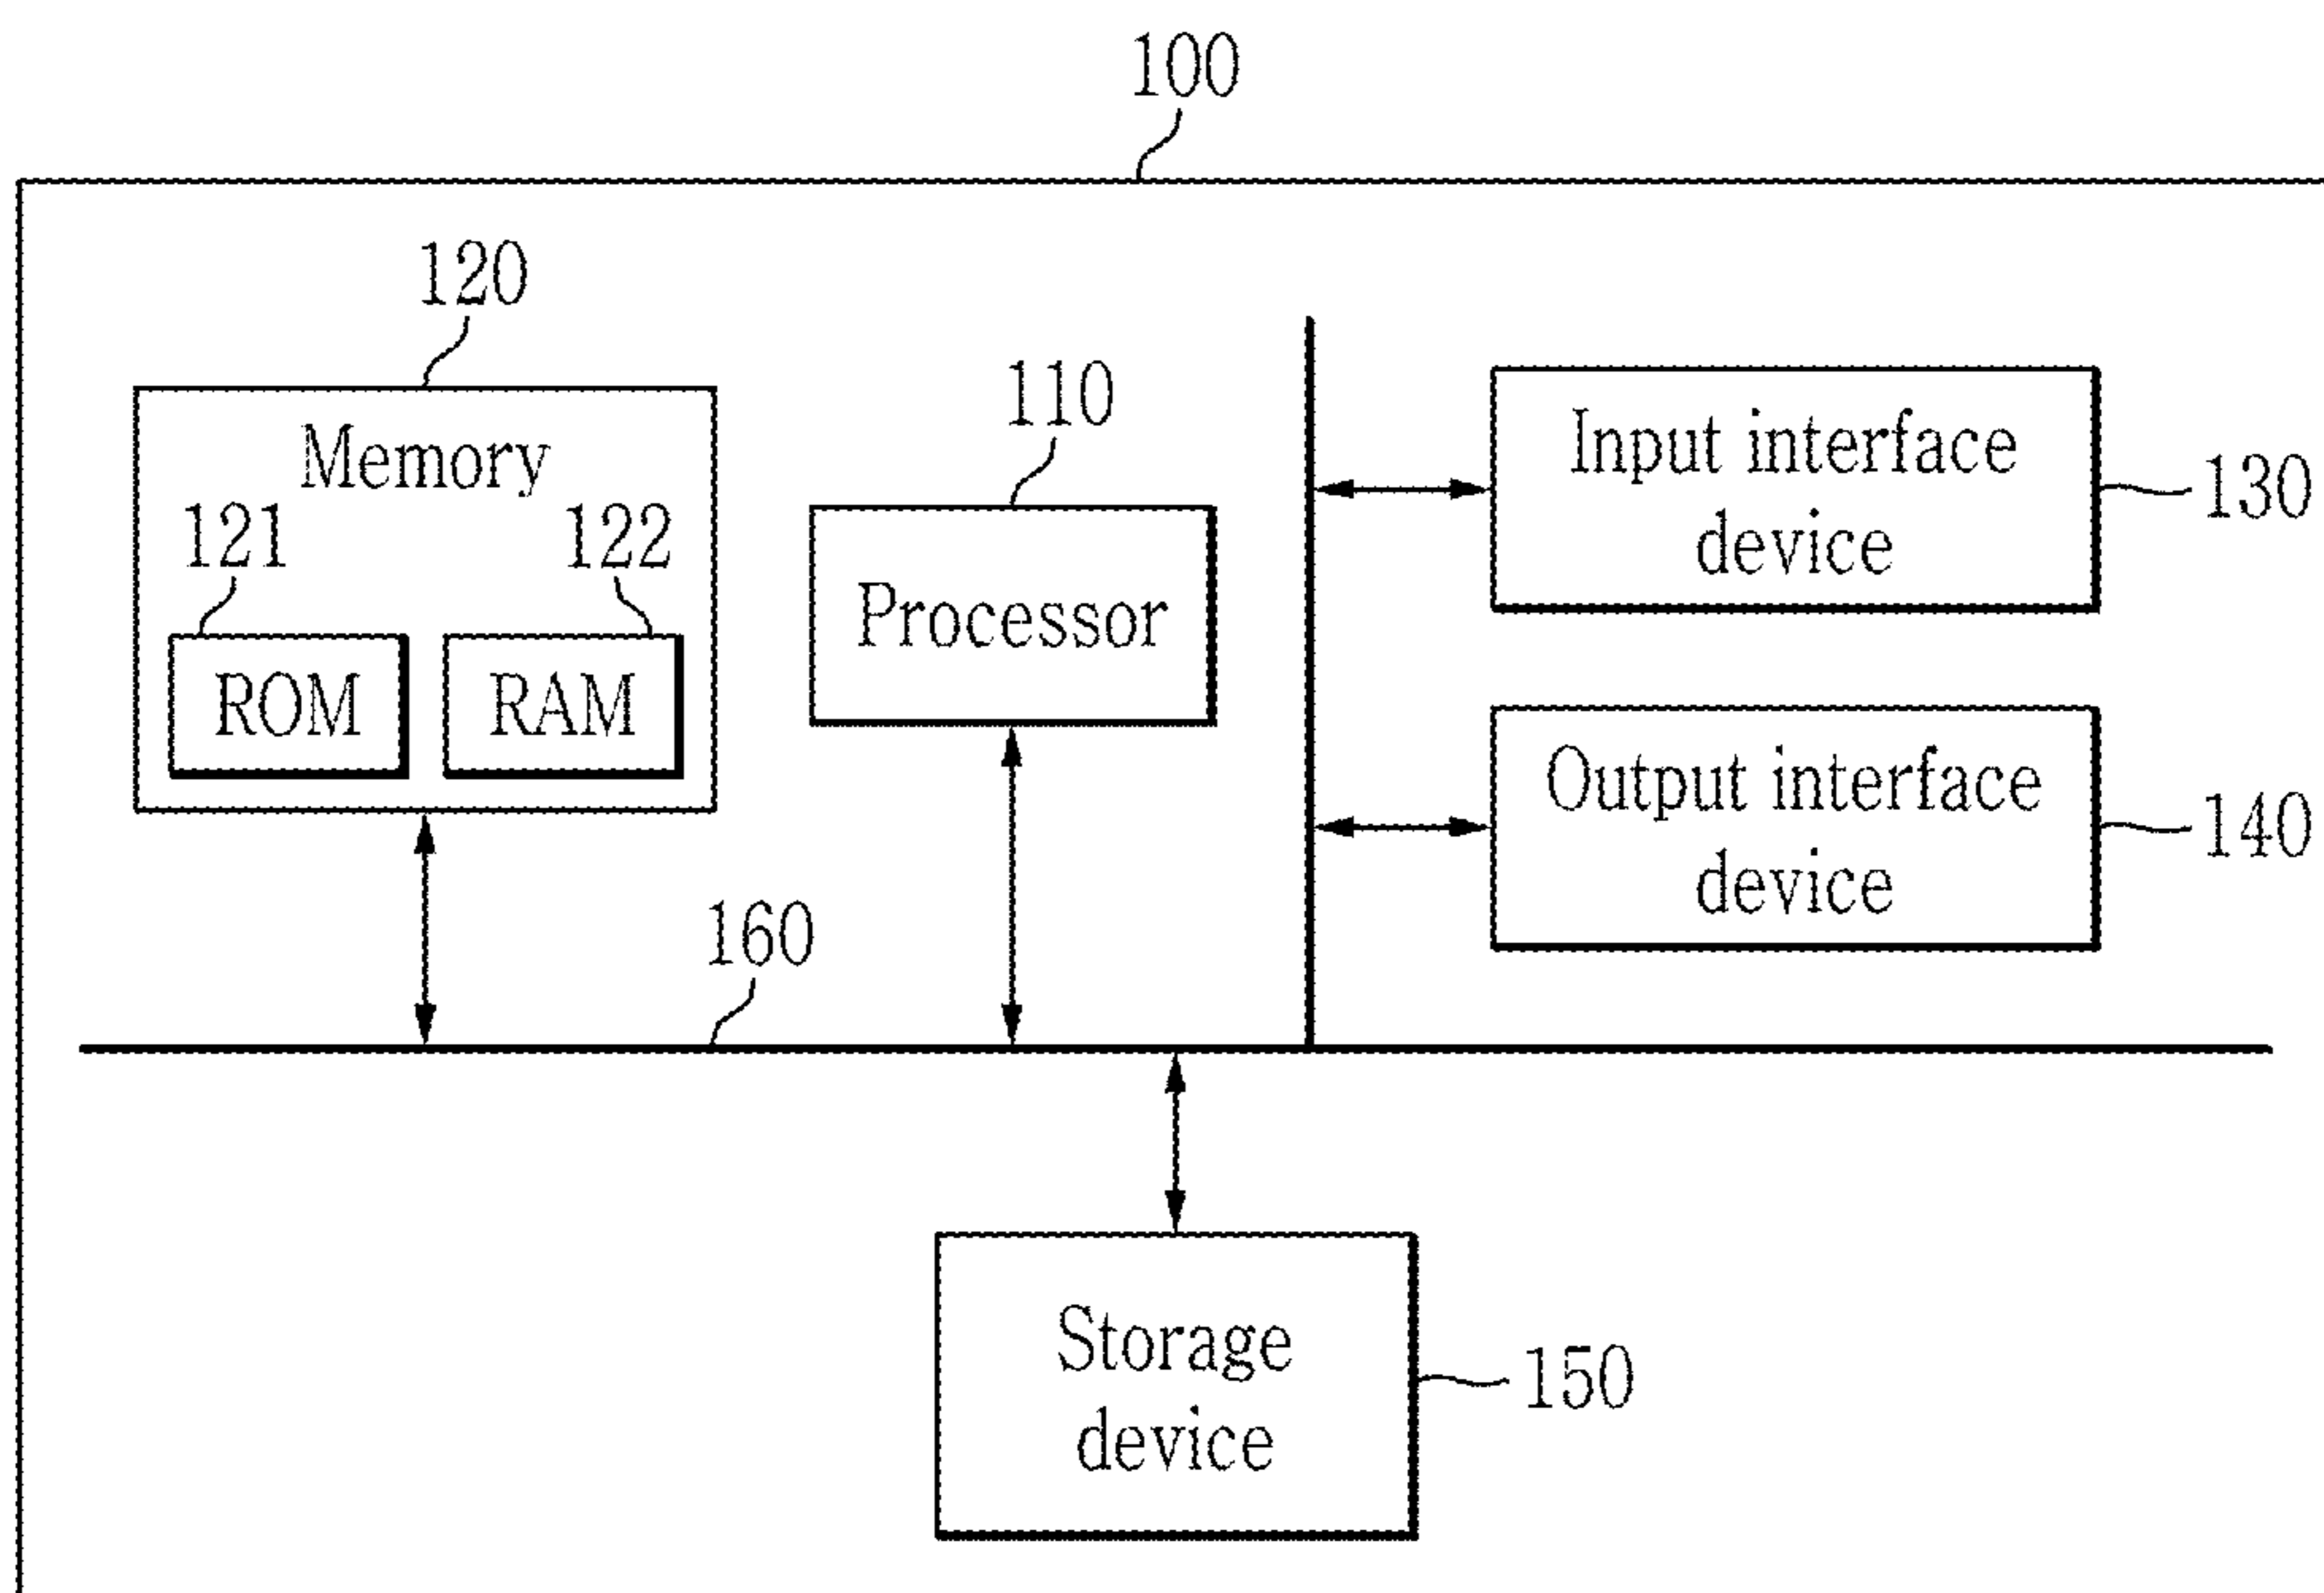 100
120
Memory
121
122
ROM
RAM
110
Processor
Input interface
device
130
Output interface
device
140
160
Storage
device
150